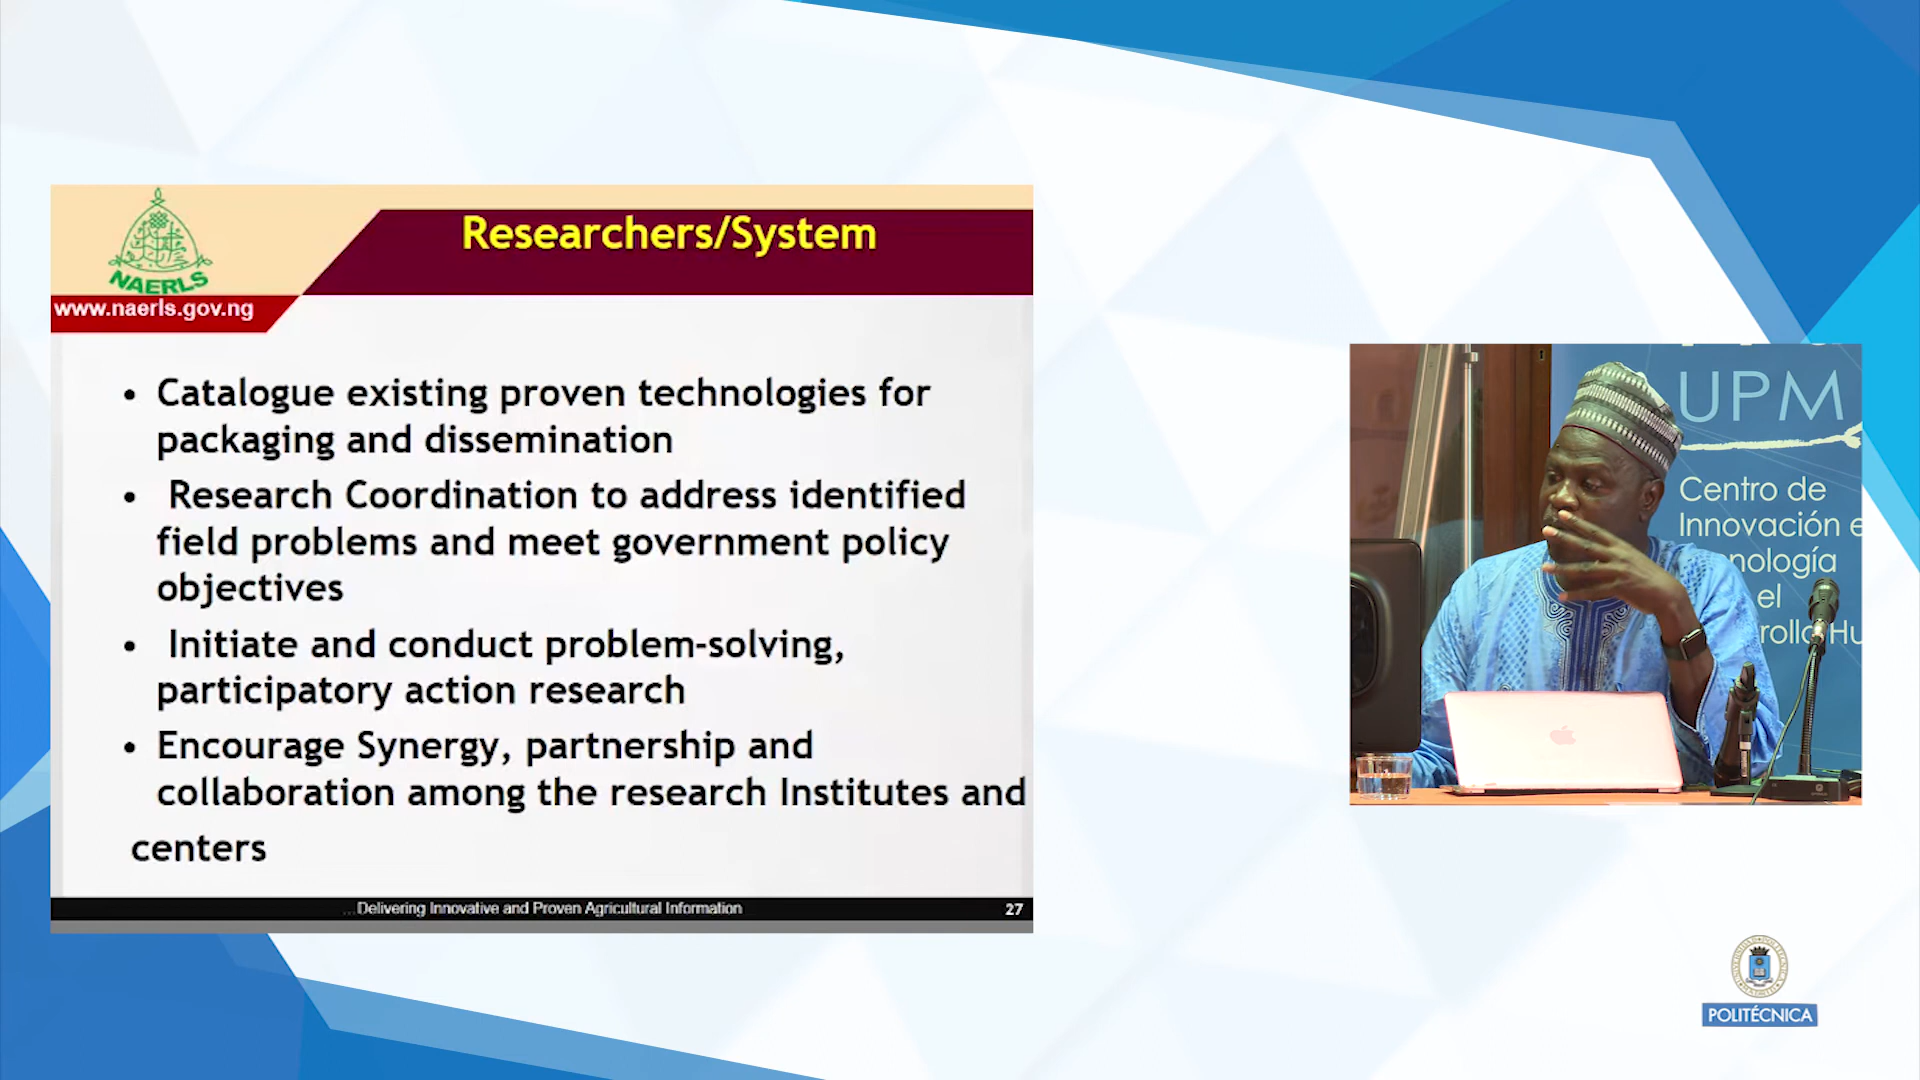 NAERLS
www.naerls.gov.ng
Researchers/System
• Catalogue existing proven technologies for
packaging and dissemination
• Research Coordination to address identified
field problems and meet government policy
objectives
• Initiate and conduct problem-solving,
participatory action research
• Encourage Synergy, partnership and
collaboration among the research Institutes and
centers
...Delivering Innovative and Proven Agricultural Information
27
UPM
Centro de
Innovación e
nología
el
rollo Hu
POLITÉCNICA